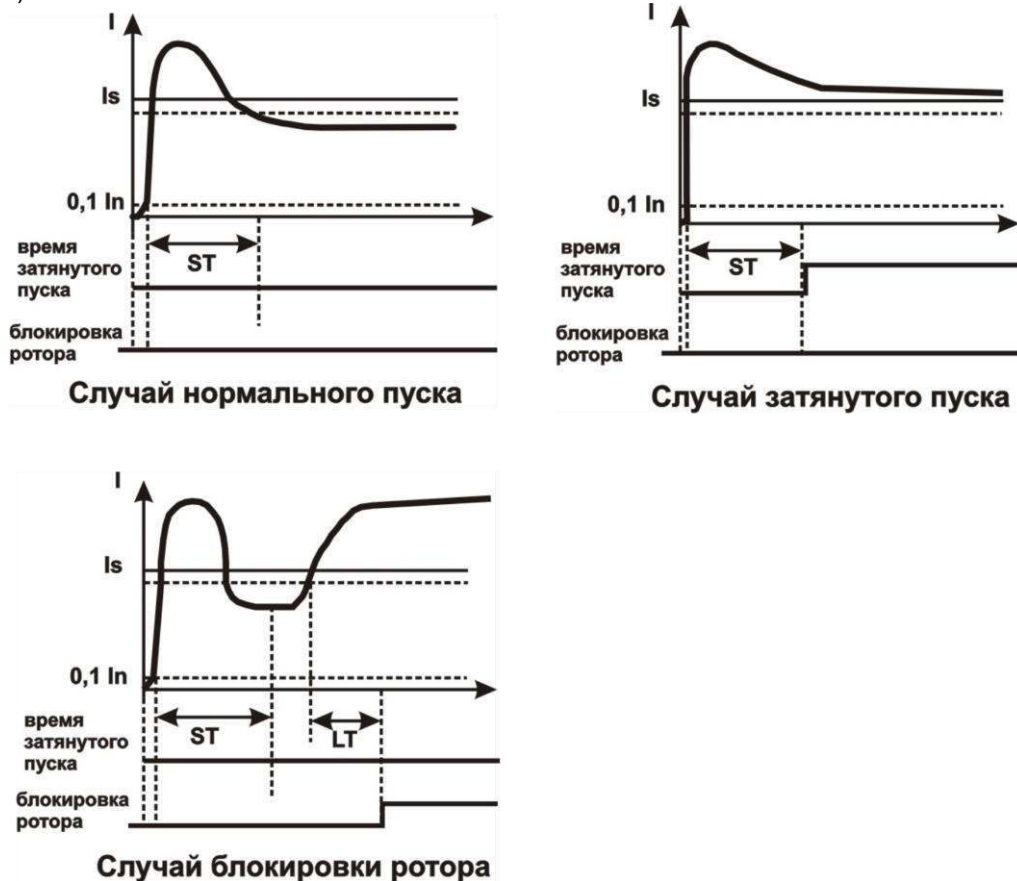 I
Is
0,1 In
время
затянутого
пуска
ST
блокировка
ротора
Случай нормального пуска
I
Is
0,1 In
время
затянутого
пуска
ST
блокировка
ротора
Случай затянутого пуска
I
Is
0,1 In
время
затянутого
пуска
ST
LT
блокировка
ротора
Случай блокировки ротора